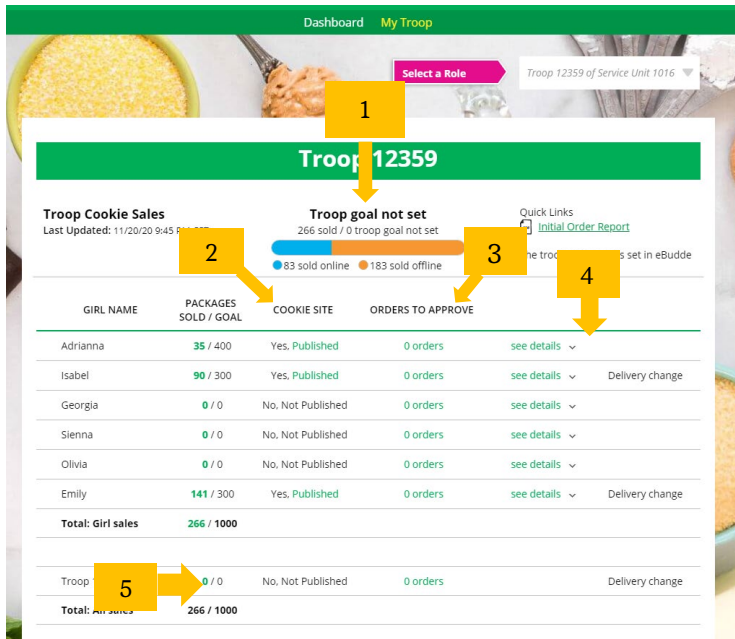 Dashboard My Troop
Select a Role
Troop 12359 of Service Unit 1016
1
Troop 12359
Troop Cookie Sales
Last Updated: 11/20/20 9:45
Troop goal not set
266 sold / 0 troop goal not set
83 sold online 183 sold offline
Quick Links
Initial Order Report
set in eBudde
2
3
4
GIRL NAME PACKAGES SOLD / GOAL COOKIE SITE ORDERS TO APPROVE
Adrianna 35 / 400 Yes, Published 0 orders see details
Isabel 90 / 300 Yes, Published 0 orders see details Delivery change
Georgia 0 / 0 No, Not Published 0 orders see details
Sienna 0 / 0 No, Not Published 0 orders see details
Olivia 0 / 0 No, Not Published 0 orders see details
Emily 141 / 300 Yes, Published 0 orders see details Delivery change
Total: Girl sales 266 / 1000
Troop 0 / 0 No, Not Published 0 orders Delivery change
5
Total: All sales 266 / 1000